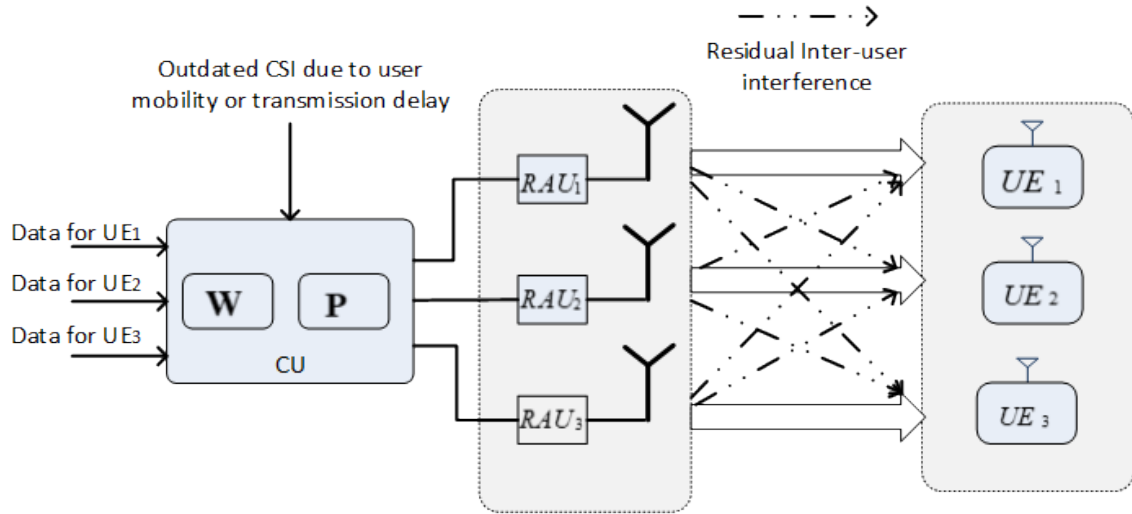 Residual Inter-user
interference
Outdated CSI due to user
mobility or transmission delay
Data for UE1
Data for UE2
Data for UE3
W
P
CU
RAU1
RAU2
RAU3
UE 1
UE 2
UE 3